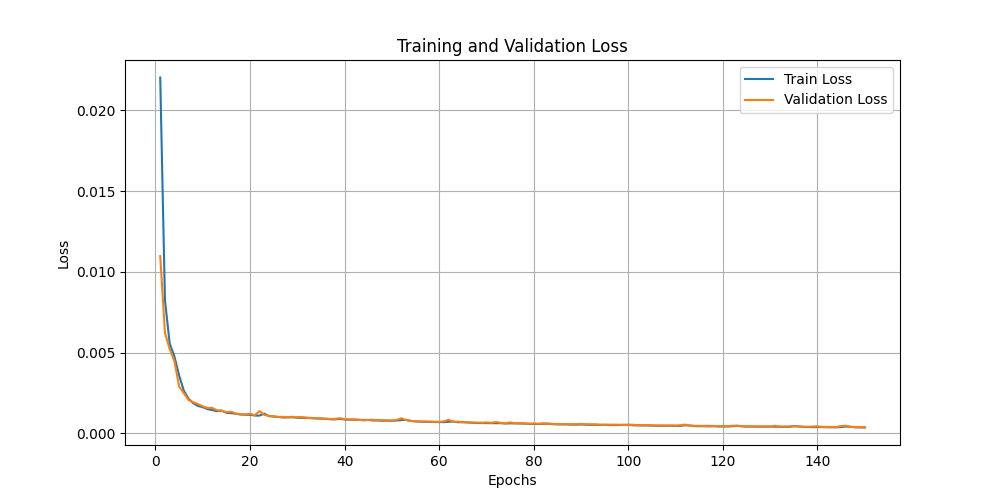 Training and Validation Loss
Train Loss
Validation Loss
Loss
0.020
0.015
0.010
0.005
0.000
0 20 40 60 80 100 120 140
Epochs